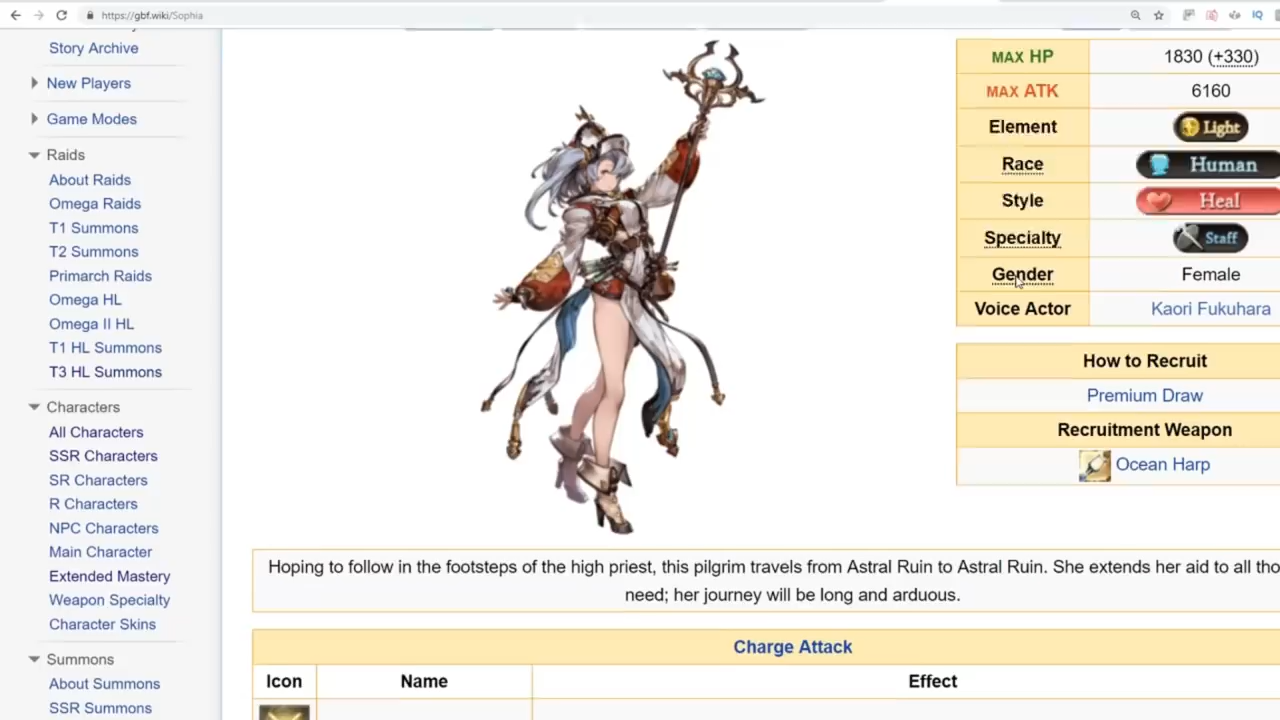 https://gbf.wiki/Sophia
Story Archive
New Players
Game Modes
Raids
About Raids
Omega Raids
T1 Summons
T2 Summons
Primarch Raids
Omega HL
Omega II HL
T1 HL Summons
T3 HL Summons
Characters
All Characters
SSR Characters
SR Characters
R Characters
NPC Characters
Main Character
Extended Mastery
Weapon Specialty
Character Skins
Summons
About Summons
SSR Summons
MAX HP 1830 (+330)
MAX ATK 6160
Element Light
Race Human
Style Heal
Specialty Staff
Gender Female
Voice Actor Kaori Fukuhara
How to Recruit
Premium Draw
Recruitment Weapon
Ocean Harp
Hoping to follow in the footsteps of the high priest, this pilgrim travels from Astral Ruin to Astral Ruin. She extends her aid to all tho
need; her journey will be long and arduous.
Charge Attack
Icon Name Effect